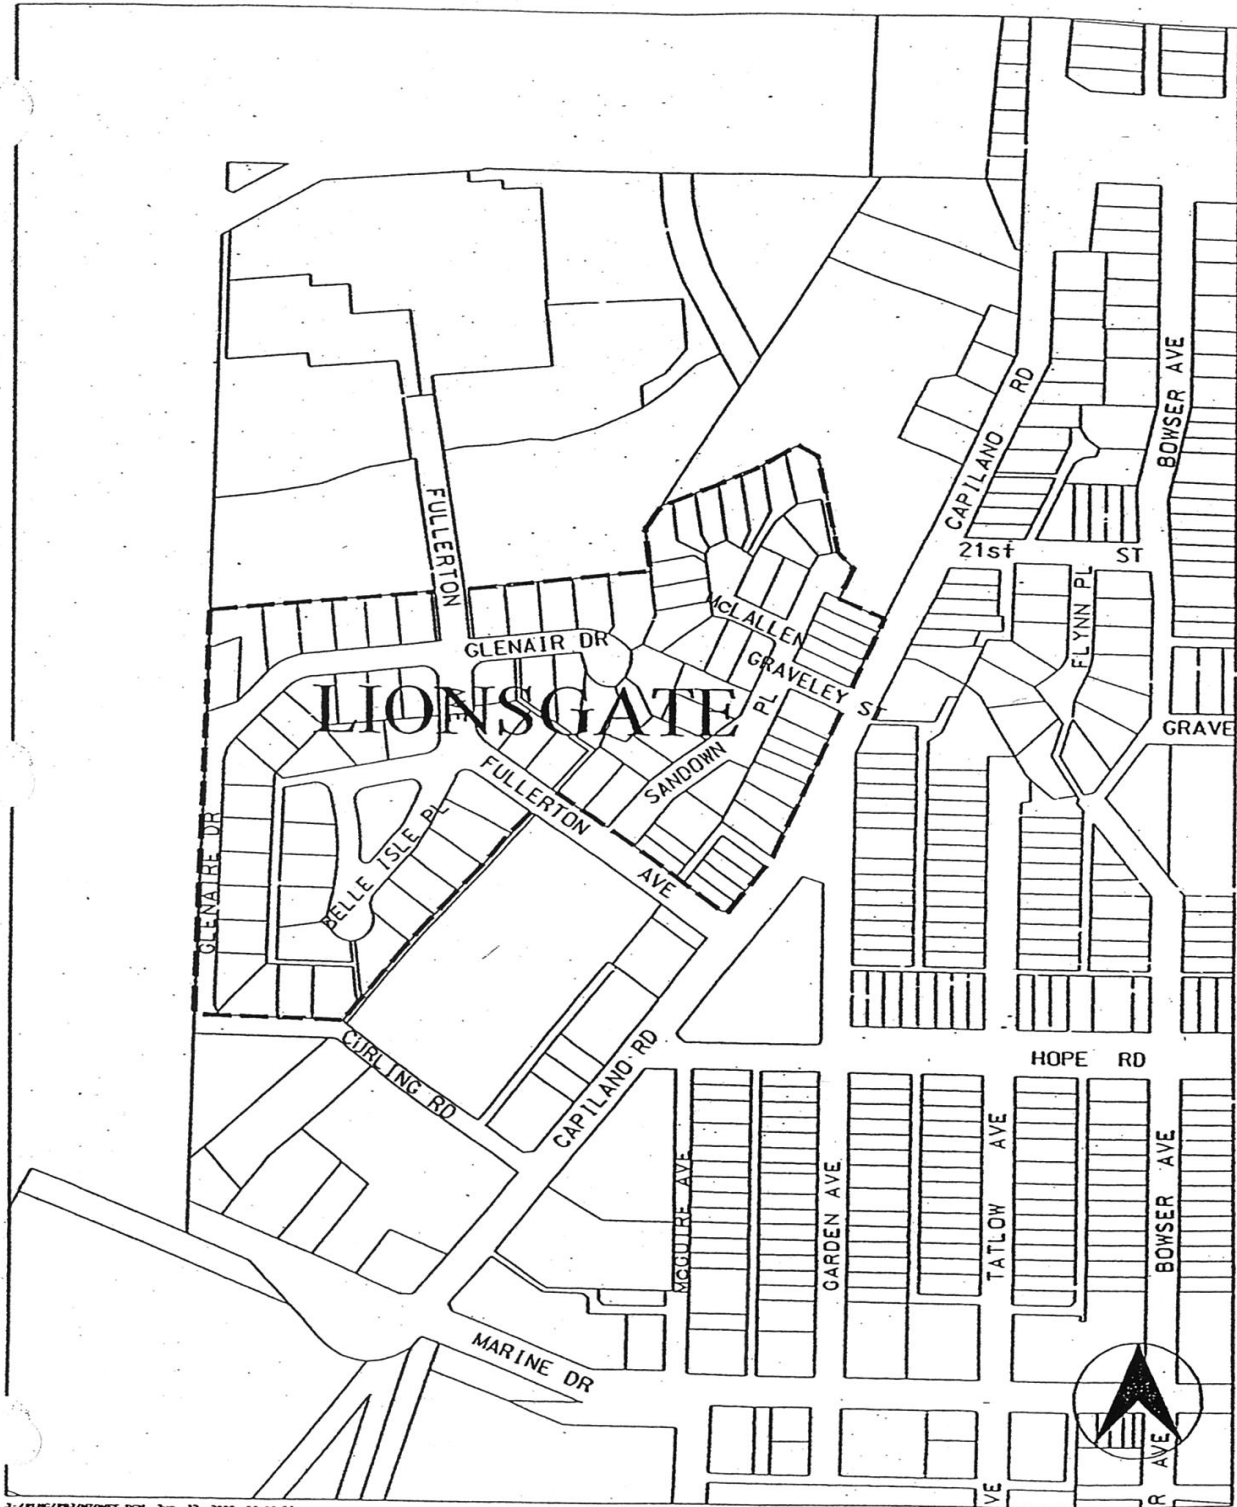 BOWSER AVE
CAPILANO RD
21st ST
FLYNN PL
FULLERTON
McLALLEN
GLENAIR DR
GRAVELEY ST
PL
LIONSGATE
GRAVE
SANDOWN
FULLERTON AVE
GLENAIRE DR
BELLE ISLE PL
CURLING RD
CAPILANO RD
HOPE RD
McGUIRE AVE
GARDEN AVE
TATLOW AVE
BOWSER AVE
MARINE DR
VE
R AVE